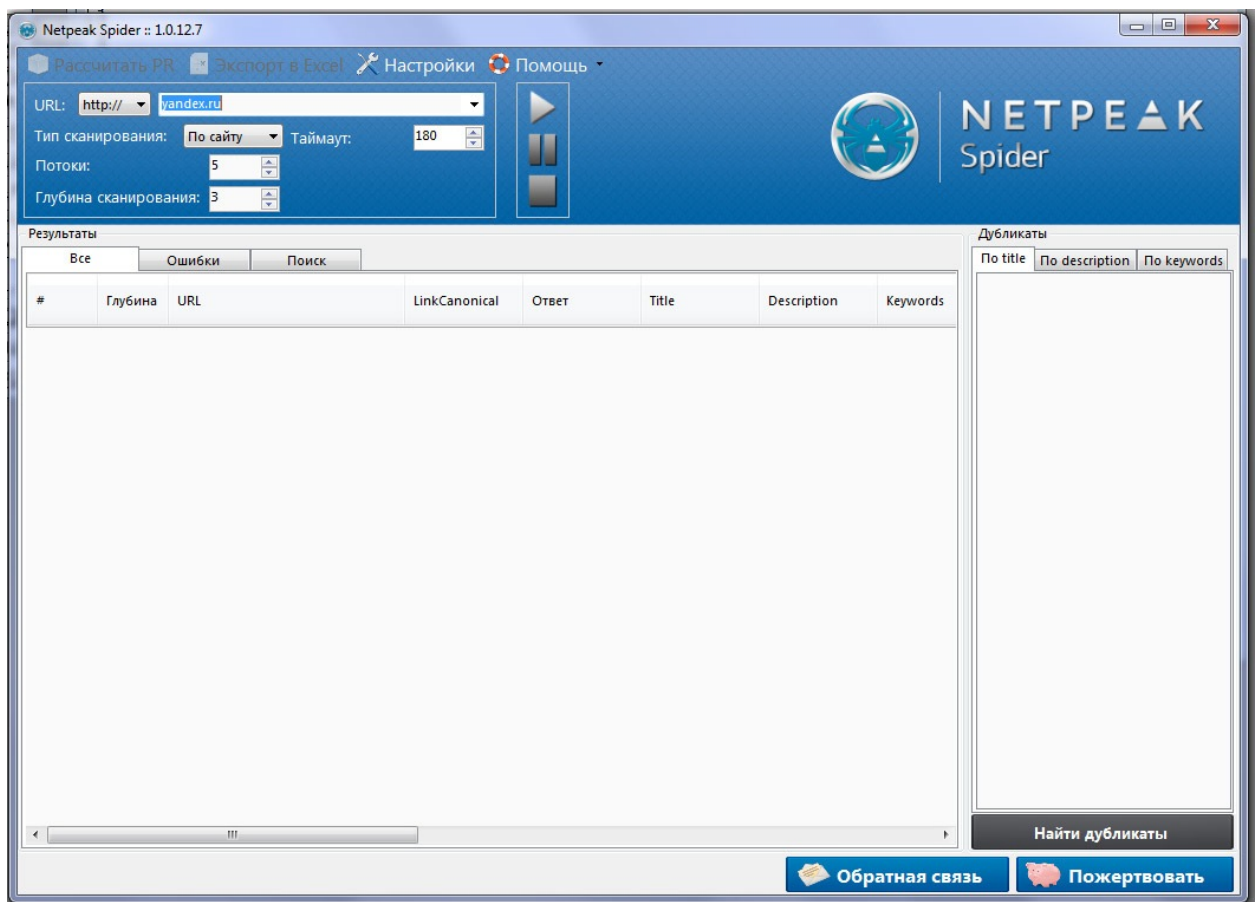 Netpeak Spider :: 1.0.12.7
Рассчитать PR Экспорт в Excel Настройки Помощь
URL: http:// yandex.ru
Тип сканирования: По сайту Таймаут: 180
Потоки: 5
Глубина сканирования: 3
NETPEAK
Spider
Результаты
Все Ошибки Поиск
# Глубина URL LinkCanonical Ответ Title Description Keywords
Дубликаты
По title По description По keywords
Найти дубликаты
Обратная связь Пожертвовать